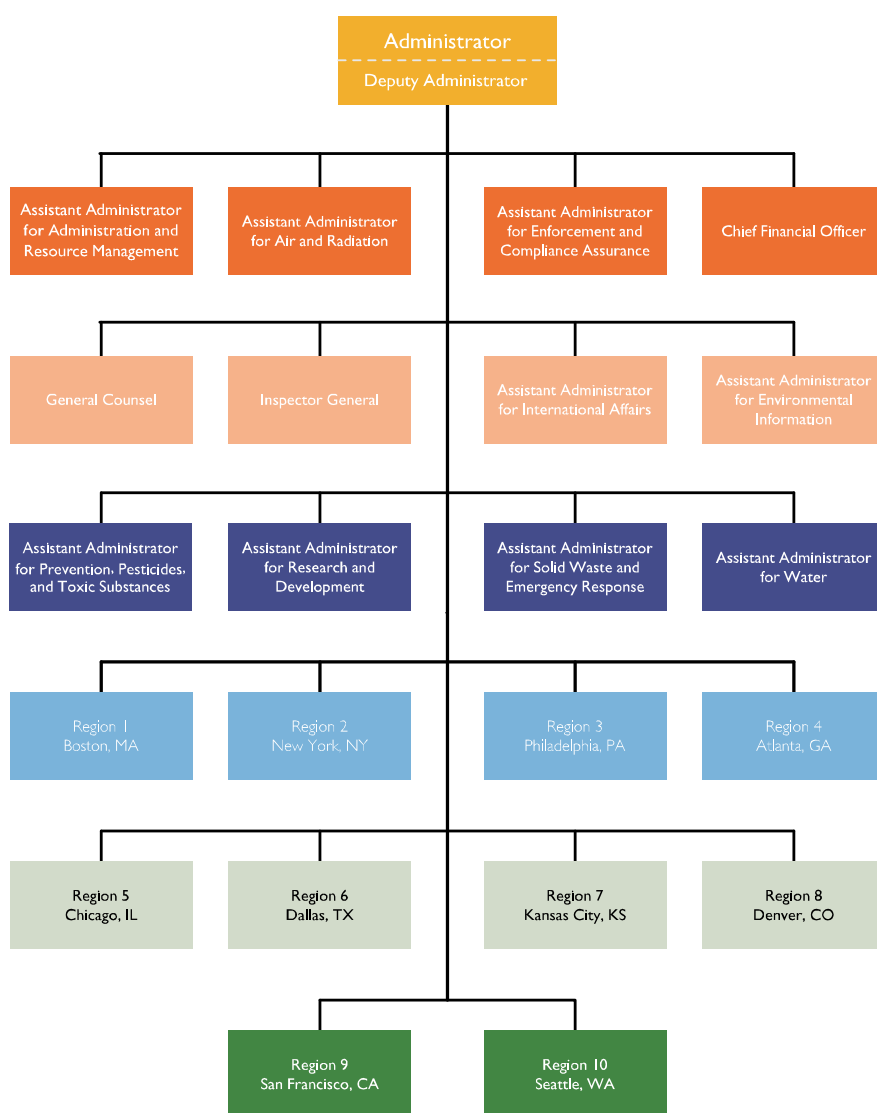 Administrator
Deputy Administrator
Assistant Administrator
for Administration and
Resource Management
Assistant Administrator
for Air and Radiation
Assistant Administrator
for Enforcement and
Compliance Assurance
Chief Financial Officer
General Counsel
Inspector General
Assistant Administrator
for International Affairs
Assistant Administrator
for Environmental
Information
Assistant Administrator
for Prevention, Pesticides,
and Toxic Substances
Assistant Administrator
for Research and
Development
Assistant Administrator
for Solid Waste and
Emergency Response
Assistant Administrator
for Water
Region 1
Boston, MA
Region 2
New York, NY
Region 3
Philadelphia, PA
Region 4
Atlanta, GA
Region 5
Chicago, IL
Region 6
Dallas, TX
Region 7
Kansas City, KS
Region 8
Denver, CO
Region 9
San Francisco, CA
Region 10
Seattle, WA